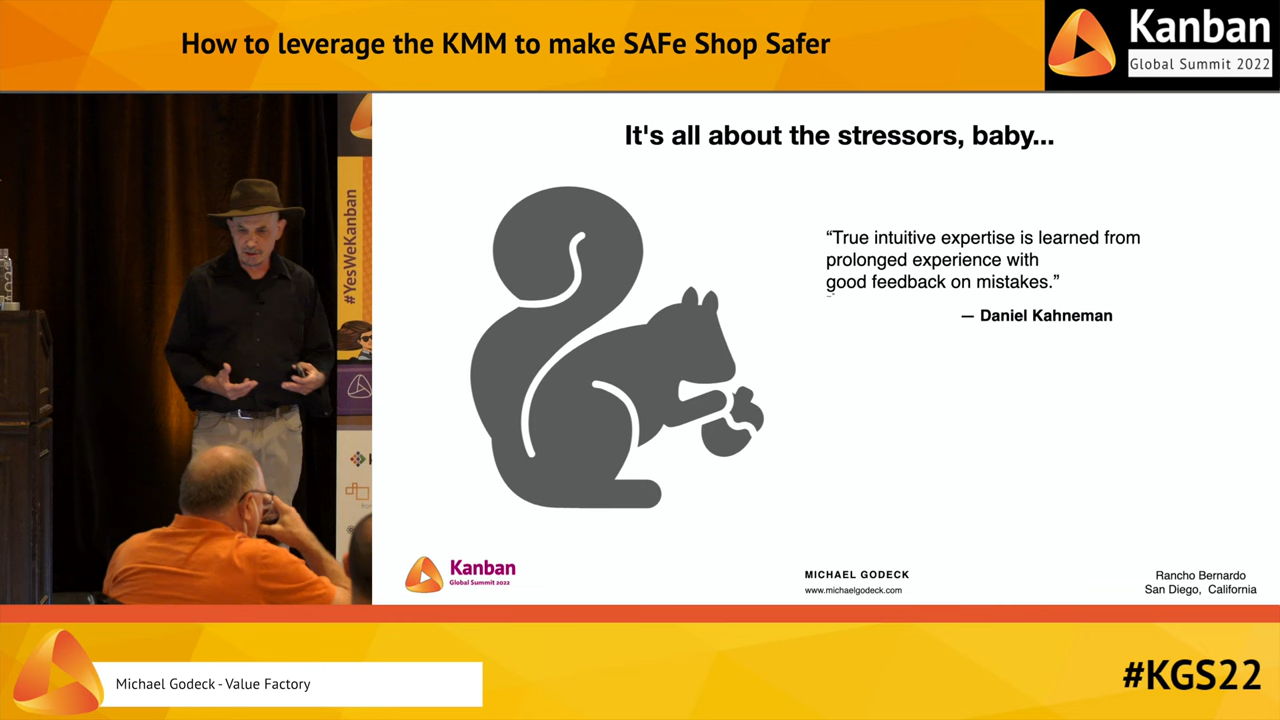 How to leverage the KMM to make SAFe Shop Safer
Kanban
Global Summit 2022
#YesWeKanban
It's all about the stressors, baby...
“True intuitive expertise is learned from
prolonged experience with
good feedback on mistakes.”
— Daniel Kahneman
Kanban
Global Summit 2022
MICHAEL GODECK
www.michaelgodeck.com
Rancho Bernardo
San Diego, California
Michael Godeck - Value Factory
#KGS22